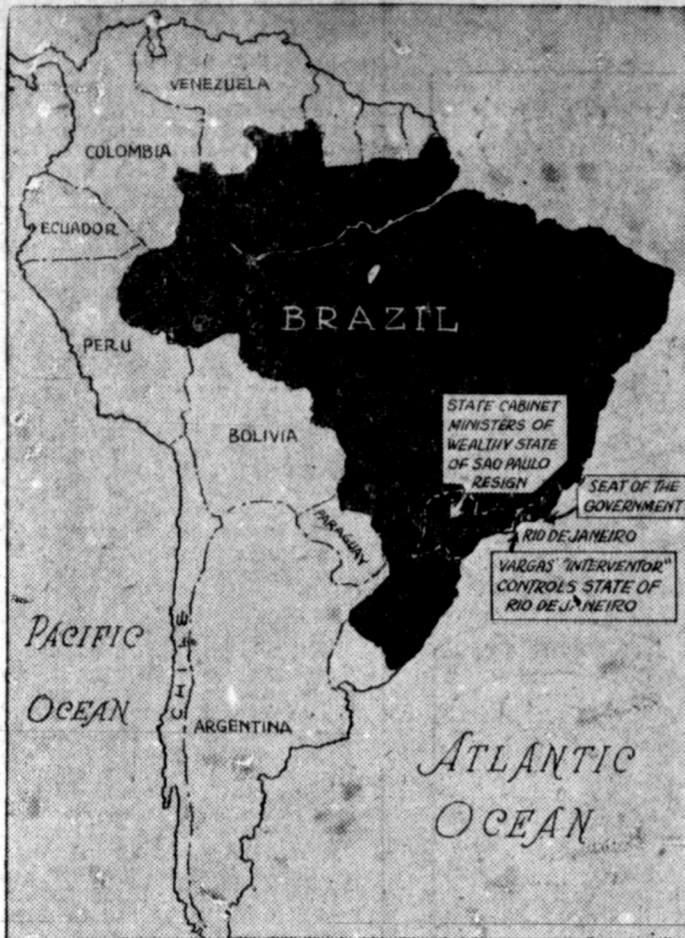 VENEZUELA
COLOMBIA
ECUADOR
PERU
BRAZIL
BOLIVIA
STATE CABINET
MINISTERS OF
WEALTHY STATE
OF SAO PAULO
RESIGN
SEAT OF THE
GOVERNMENT
RIO DE JANEIRO
PARAGUAY
VARGAS' "INTERVENTOR"
CONTROLS STATE OF
RIO DE JANEIRO
PACIFIC
OCEAN
CHILE
ARGENTINA
ATLANTIC
OCEAN